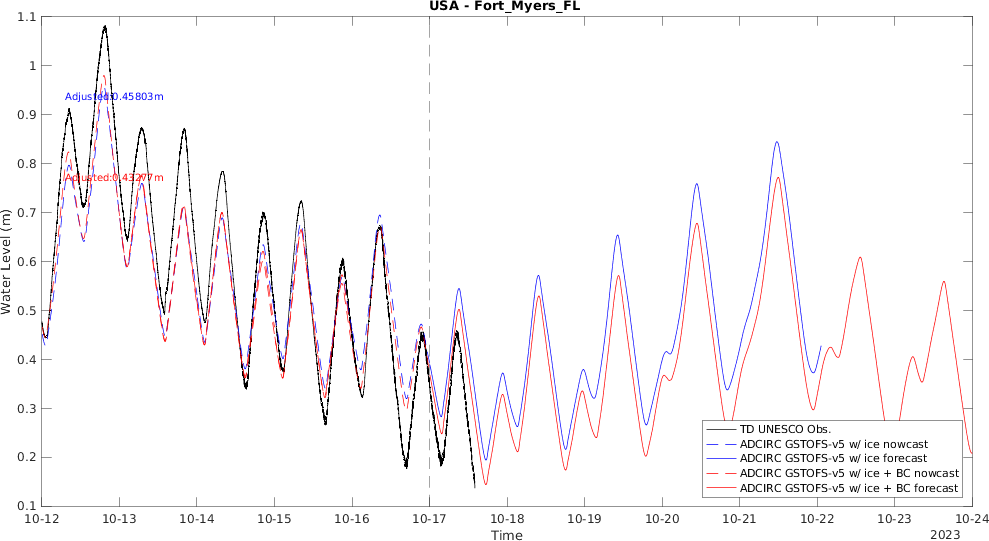 USA - Fort_Myers_FL
1.1
1
0.9
0.8
0.7
0.6
0.5
0.4
0.3
0.2
0.1
Water Level (m)
Adjusted:0.45803m
Adjusted:0.43277m
TD UNESCO Obs.
ADCIRC GSTOFS-v5 w/ ice nowcast
ADCIRC GSTOFS-v5 w/ ice forecast
ADCIRC GSTOFS-v5 w/ ice + BC nowcast
ADCIRC GSTOFS-v5 w/ ice + BC forecast
10-12 10-13 10-14 10-15 10-16 10-17 10-18 10-19 10-20 10-21 10-22 10-23 10-24
Time
2023